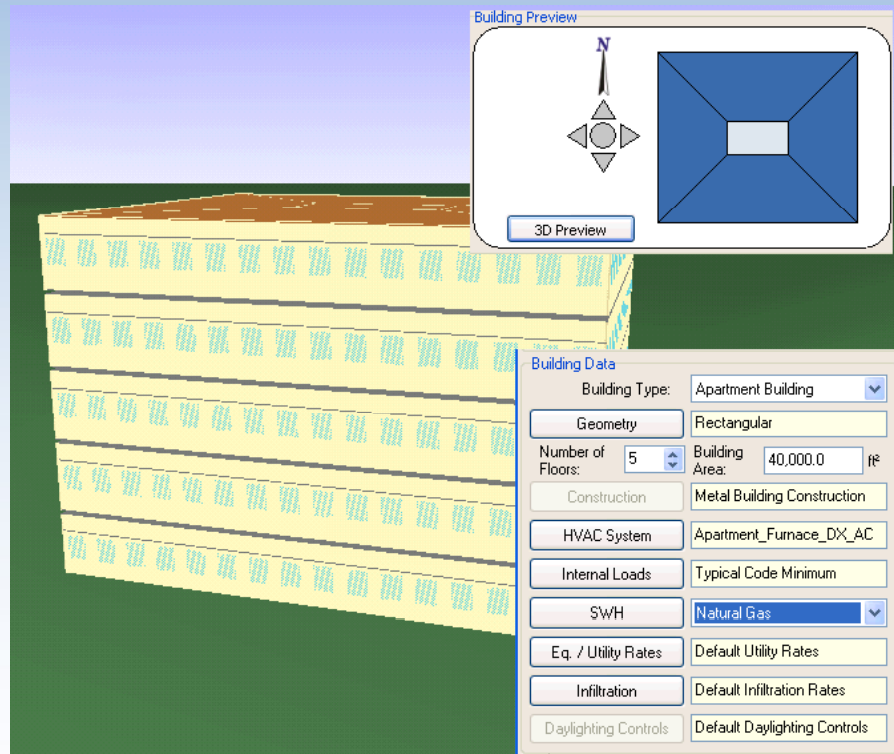 Building Preview
N
3D Preview
Building Data
Building Type: Apartment Building
Geometry Rectangular
Number of Floors: 5 Building Area: 40,000.0 ft²
Construction Metal Building Construction
HVAC System Apartment_Furnace_DX_AC
Internal Loads Typical Code Minimum
SWH Natural Gas
Eq. / Utility Rates Default Utility Rates
Infiltration Default Infiltration Rates
Daylighting Controls Default Daylighting Controls